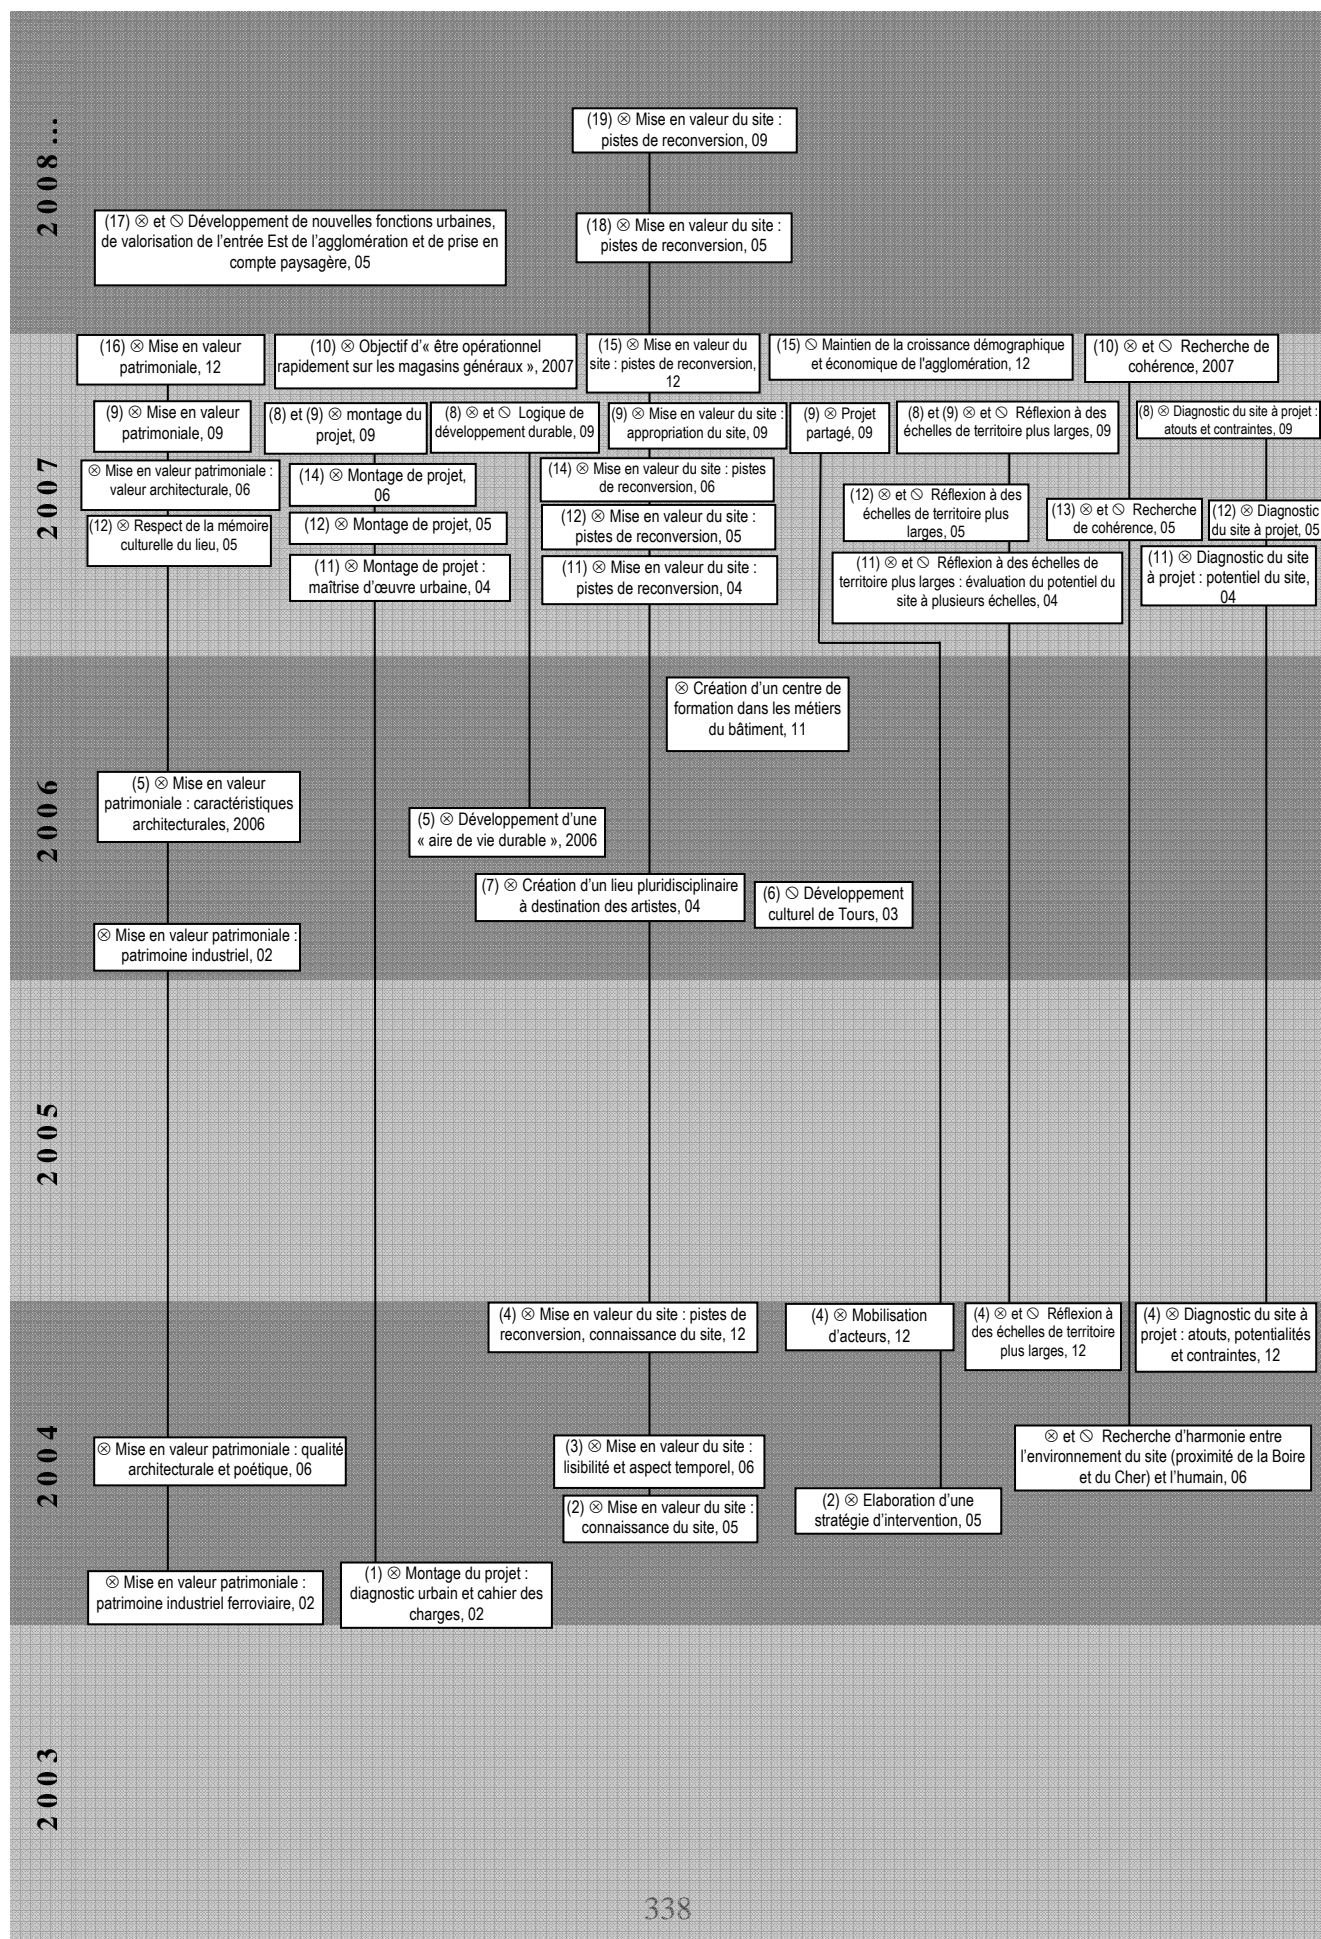 2008...
(19) ⊗ Mise en valeur du site :
pistes de reconversion, 09
(17) ⊗ et ⦸ Développement de nouvelles fonctions urbaines,
de valorisation de l'entrée Est de l'agglomération et de prise en
compte paysagère, 05
(18) ⊗ Mise en valeur du site :
pistes de reconversion, 05
2007
(16) ⊗ Mise en valeur
patrimoniale, 12
(10) ⊗ Objectif d'« être opérationnel
rapidement sur les magasins généraux », 2007
(15) ⊗ Mise en valeur du
site : pistes de reconversion,
12
(15) ⦸ Maintien de la croissance démographique
et économique de l'agglomération, 12
(10) ⊗ et ⦸ Recherche de
cohérence, 2007
(9) ⊗ Mise en valeur
patrimoniale, 09
(8) et (9) ⊗ montage du
projet, 09
(8) ⊗ et ⦸ Logique de
développement durable, 09
(9) ⊗ Mise en valeur du site :
appropriation du site, 09
(9) ⊗ Projet
partagé, 09
(8) et (9) ⊗ et ⦸ Réflexion à des
échelles de territoire plus larges, 09
(8) ⊗ Diagnostic du site à projet :
atouts et contraintes, 09
⊗ Mise en valeur patrimoniale :
valeur architecturale, 06
(14) ⊗ Montage de projet,
06
(14) ⊗ Mise en valeur du site : pistes
de reconversion, 06
(12) ⊗ et ⦸ Réflexion à des
échelles de territoire plus
larges, 05
(13) ⊗ et ⦸ Recherche
de cohérence, 05
(12) ⊗ Diagnostic
du site à projet, 05
(12) ⊗ Respect de la mémoire
culturelle du lieu, 05
(12) ⊗ Montage de projet, 05
(12) ⊗ Mise en valeur du site :
pistes de reconversion, 05
(11) ⊗ Montage de projet :
maîtrise d'œuvre urbaine, 04
(11) ⊗ Mise en valeur du site :
pistes de reconversion, 04
(11) ⊗ et ⦸ Réflexion à des échelles de
territoire plus larges : évaluation du potentiel du
site à plusieurs échelles, 04
(11) ⊗ Diagnostic du site
à projet : potentiel du site,
04
2006
⊗ Création d'un centre de
formation dans les métiers
du bâtiment, 11
(5) ⊗ Mise en valeur
patrimoniale : caractéristiques
architecturales, 2006
(5) ⊗ Développement d'une
« aire de vie durable », 2006
(7) ⊗ Création d'un lieu pluridisciplinaire
à destination des artistes, 04
(6) ⦸ Développement
culturel de Tours, 03
⊗ Mise en valeur patrimoniale :
patrimoine industriel, 02
2005
2004
(4) ⊗ Mise en valeur du site : pistes de
reconversion, connaissance du site, 12
(4) ⊗ Mobilisation
d'acteurs, 12
(4) ⊗ et ⦸ Réflexion à
des échelles de territoire
plus larges, 12
(4) ⊗ Diagnostic du site à
projet : atouts, potentialités
et contraintes, 12
⊗ Mise en valeur patrimoniale : qualité
architecturale et poétique, 06
(3) ⊗ Mise en valeur du site :
lisibilité et aspect temporel, 06
⊗ et ⦸ Recherche d'harmonie entre
l'environnement du site (proximité de la Boire
et du Cher) et l'humain, 06
(2) ⊗ Mise en valeur du site :
connaissance du site, 05
(2) ⊗ Elaboration d'une
stratégie d'intervention, 05
⊗ Mise en valeur patrimoniale :
patrimoine industriel ferroviaire, 02
(1) ⊗ Montage du projet :
diagnostic urbain et cahier des
charges, 02
2003
338